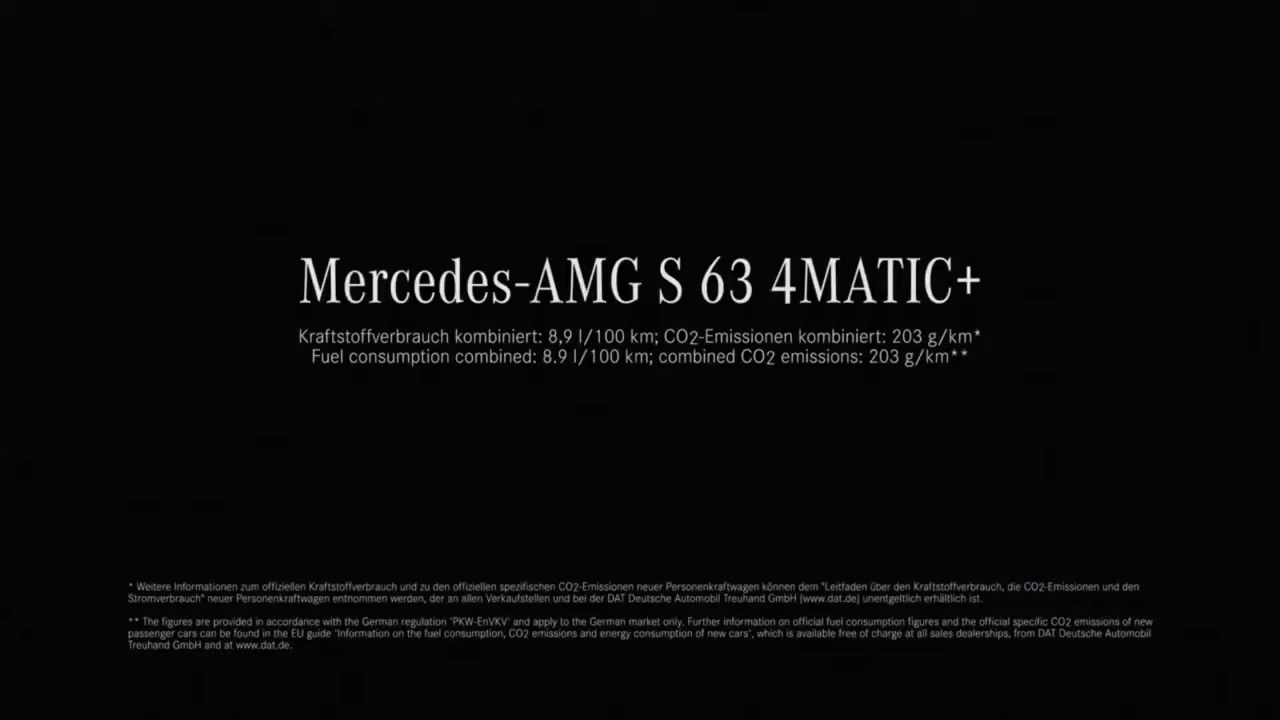 Mercedes-AMG S 63 4MATIC+
Kraftstoffverbrauch kombiniert: 8,9 l/100 km; CO2-Emissionen kombiniert: 203 g/km*
Fuel consumption combined: 8.9 l/100 km; combined CO2 emissions: 203 g/km**
* Weitere Informationen zum offiziellen Kraftstoffverbrauch und zu den offiziellen spezifischen CO2-Emissionen neuer Personenkraftwagen können dem "Leitfaden über den Kraftstoffverbrauch, die CO2-Emissionen und den
Stromverbrauch" neuer Personenkraftwagen entnommen werden, der an allen Verkaufstellen und bei der DAT Deutsche Automobil Treuhand GmbH (www.dat.de) unentgeltlich erhältlich ist.
** The figures are provided in accordance with the German regulation 'PKW-EnVKV' and apply to the German market only. Further information on official fuel consumption figures and the official specific CO2 emissions of new
passenger cars can be found in the EU guide 'Information on the fuel consumption, CO2 emissions and energy consumption of new cars', which is available free of charge at all sales dealerships, from DAT Deutsche Automobil
Treuhand GmbH and at www.dat.de.